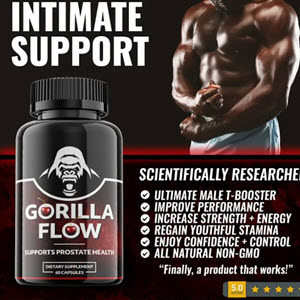 INTIMATE
SUPPORT
GORILLA
FLOW
SUPPORTS PROSTATE HEALTH
DIETARY SUPPLEMENT
60 CAPSULES
SCIENTIFICALLY RESEARCHE
ULTIMATE MALE T-BOOSTER
IMPROVE PERFORMANCE
INCREASE STRENGTH + ENERGY
REGAIN YOUTHFUL STAMINA
ENJOY CONFIDENCE + CONTROL
ALL NATURAL NON-GMO
"Finally, a product that works!"
5.0